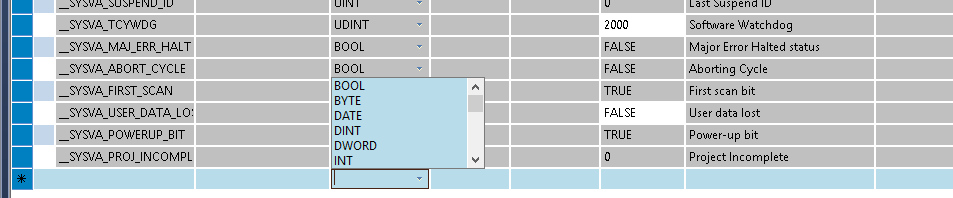 __SYSVA_SUSPEND_ID UINT 0 Last Suspend ID
__SYSVA_TCYWDG UDINT 2000 Software Watchdog
__SYSVA_MAJ_ERR_HALT BOOL FALSE Major Error Halted status
__SYSVA_ABORT_CYCLE BOOL FALSE Aborting Cycle
__SYSVA_FIRST_SCAN TRUE First scan bit
__SYSVA_USER_DATA_LOS FALSE User data lost
__SYSVA_POWERUP_BIT TRUE Power-up bit
__SYSVA_PROJ_INCOMPL 0 Project Incomplete
BOOL
BYTE
DATE
DINT
DWORD
INT
*